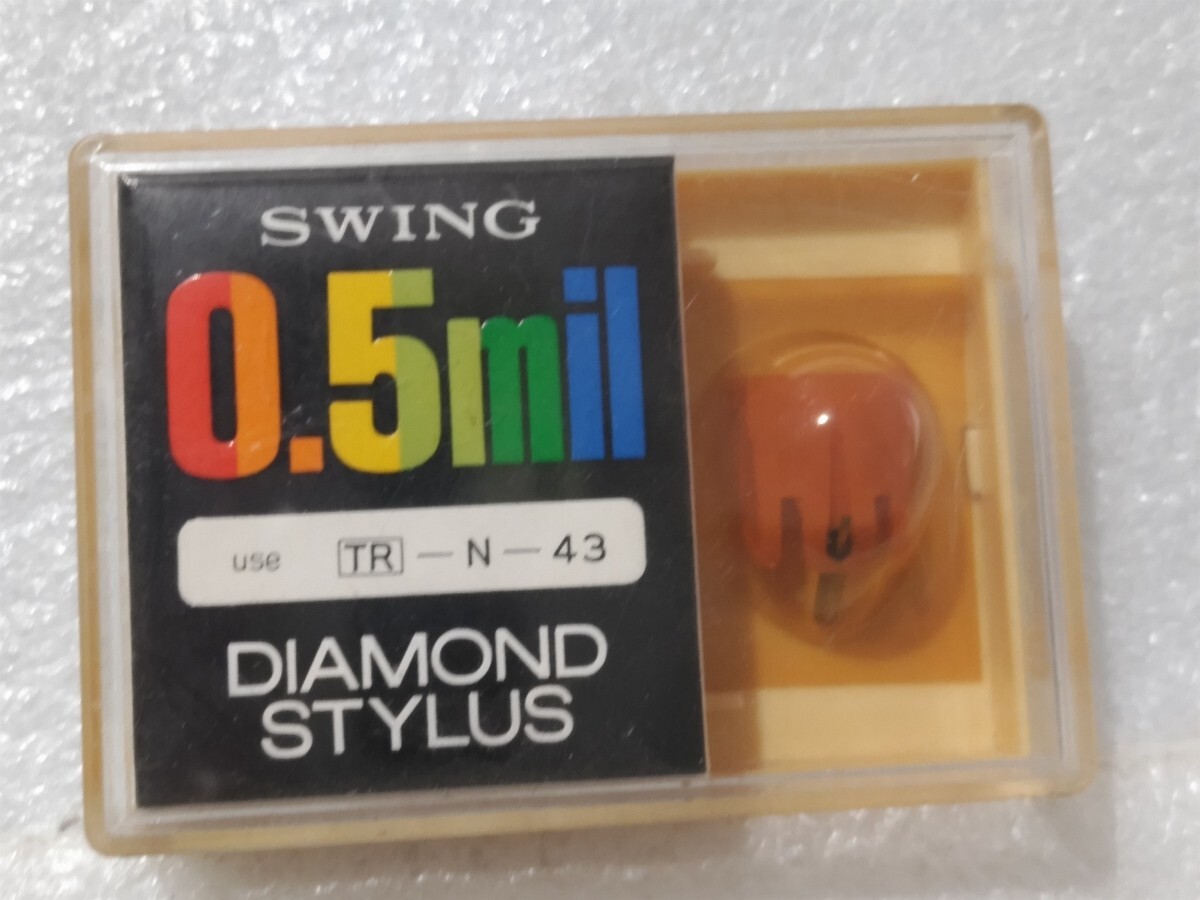 SWING
0.5mil
use TR-N-43
DIAMOND
STYLUS